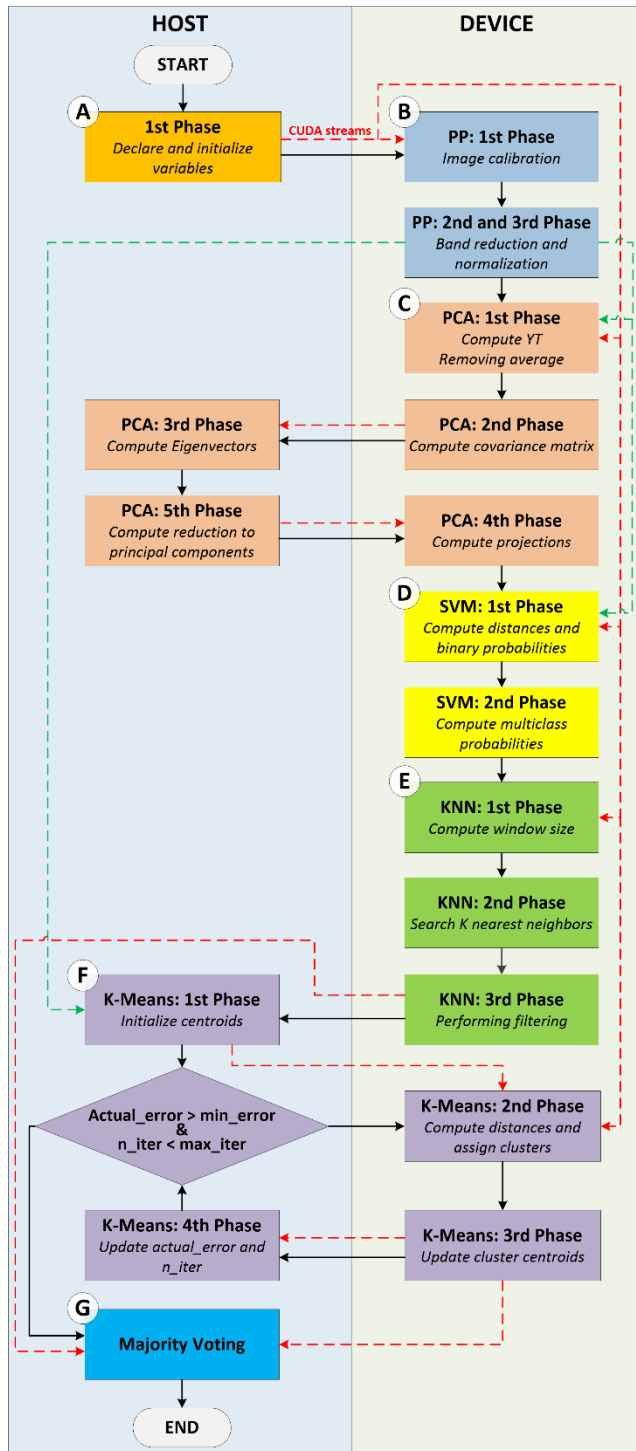 HOST
DEVICE
START
A
1st Phase
Declare and initialize
variables
CUDA streams
B
PP: 1st Phase
Image calibration
PP: 2nd and 3rd Phase
Band reduction and
normalization
C
PCA: 1st Phase
Compute YT
Removing average
PCA: 3rd Phase
Compute Eigenvectors
PCA: 2nd Phase
Compute covariance matrix
PCA: 5th Phase
Compute reduction to
principal components
PCA: 4th Phase
Compute projections
D
SVM: 1st Phase
Compute distances and
binary probabilities
SVM: 2nd Phase
Compute multiclass
probabilities
E
KNN: 1st Phase
Compute window size
KNN: 2nd Phase
Search K nearest neighbors
F
K-Means: 1st Phase
Initialize centroids
KNN: 3rd Phase
Performing filtering
Actual_error > min_error
&
n_iter < max_iter
K-Means: 2nd Phase
Compute distances and
assign clusters
K-Means: 4th Phase
Update actual_error and
n_iter
K-Means: 3rd Phase
Update cluster centroids
G
Majority Voting
END